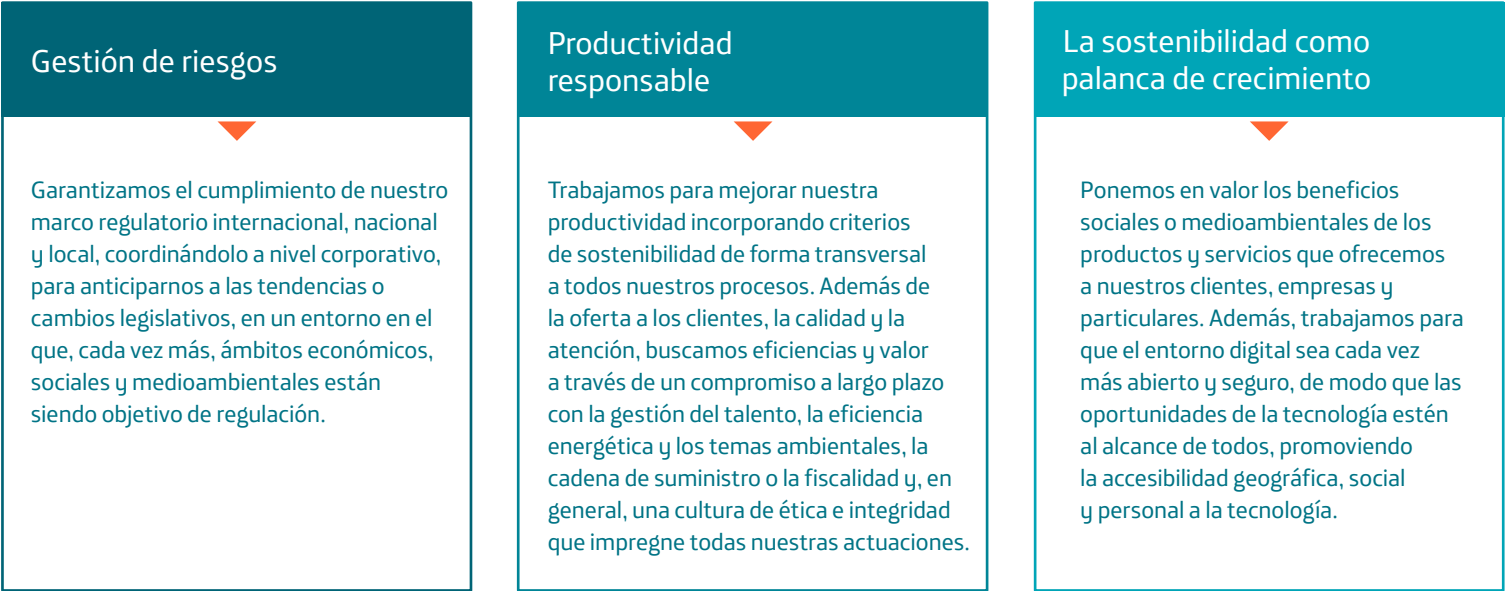 Gestión de riesgos
Garantizamos el cumplimiento de nuestro
marco regulatorio internacional, nacional
y local, coordinándolo a nivel corporativo,
para anticiparnos a las tendencias o
cambios legislativos, en un entorno en el
que, cada vez más, ámbitos económicos,
sociales y medioambientales están
siendo objetivo de regulación.
Productividad
responsable
Trabajamos para mejorar nuestra
productividad incorporando criterios
de sostenibilidad de forma transversal
a todos nuestros procesos. Además de
la oferta a los clientes, la calidad y la
atención, buscamos eficiencias y valor
a través de un compromiso a largo plazo
con la gestión del talento, la eficiencia
energética y los temas ambientales, la
cadena de suministro o la fiscalidad y, en
general, una cultura de ética e integridad
que impregne todas nuestras actuaciones.
La sostenibilidad como
palanca de crecimiento
Ponemos en valor los beneficios
sociales o medioambientales de los
productos y servicios que ofrecemos
a nuestros clientes, empresas y
particulares. Además, trabajamos para
que el entorno digital sea cada vez
más abierto y seguro, de modo que las
oportunidades de la tecnología estén
al alcance de todos, promoviendo
la accesibilidad geográfica, social
y personal a la tecnología.